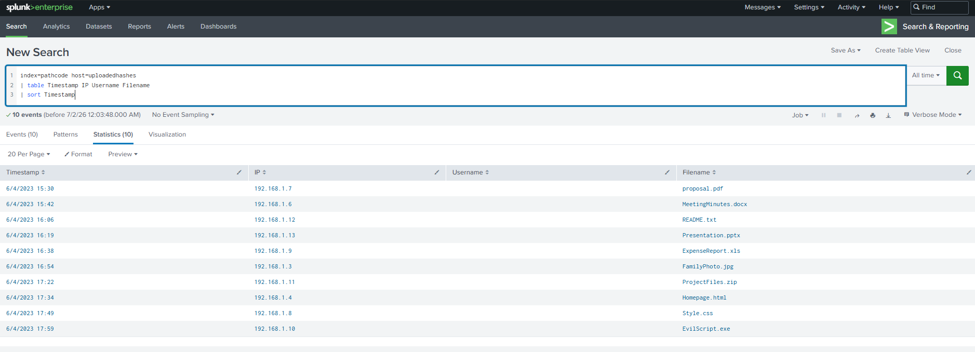 splunk>enterprise Apps Messages Settings Activity Help Find
Search Analytics Datasets Reports Alerts Dashboards Search & Reporting
New Search Save As Create Table View Close
1 index=pathcode host=uploadedhashes All time
2 | table Timestamp IP Username Filename
3 | sort Timestamp
10 events (before 7/2/26 12:03:48.000 AM) No Event Sampling Job Verbose Mode
Events (10) Patterns Statistics (10) Visualization
20 Per Page Format Preview
Timestamp IP Username Filename
6/4/2023 15:30 192.168.1.7 proposal.pdf
6/4/2023 15:42 192.168.1.6 MeetingMinutes.docx
6/4/2023 16:06 192.168.1.12 README.txt
6/4/2023 16:19 192.168.1.13 Presentation.pptx
6/4/2023 16:38 192.168.1.9 ExpenseReport.xls
6/4/2023 16:54 192.168.1.3 FamilyPhoto.jpg
6/4/2023 17:22 192.168.1.11 ProjectFiles.zip
6/4/2023 17:34 192.168.1.4 Homepage.html
6/4/2023 17:49 192.168.1.8 Style.css
6/4/2023 17:59 192.168.1.10 EvilScript.exe